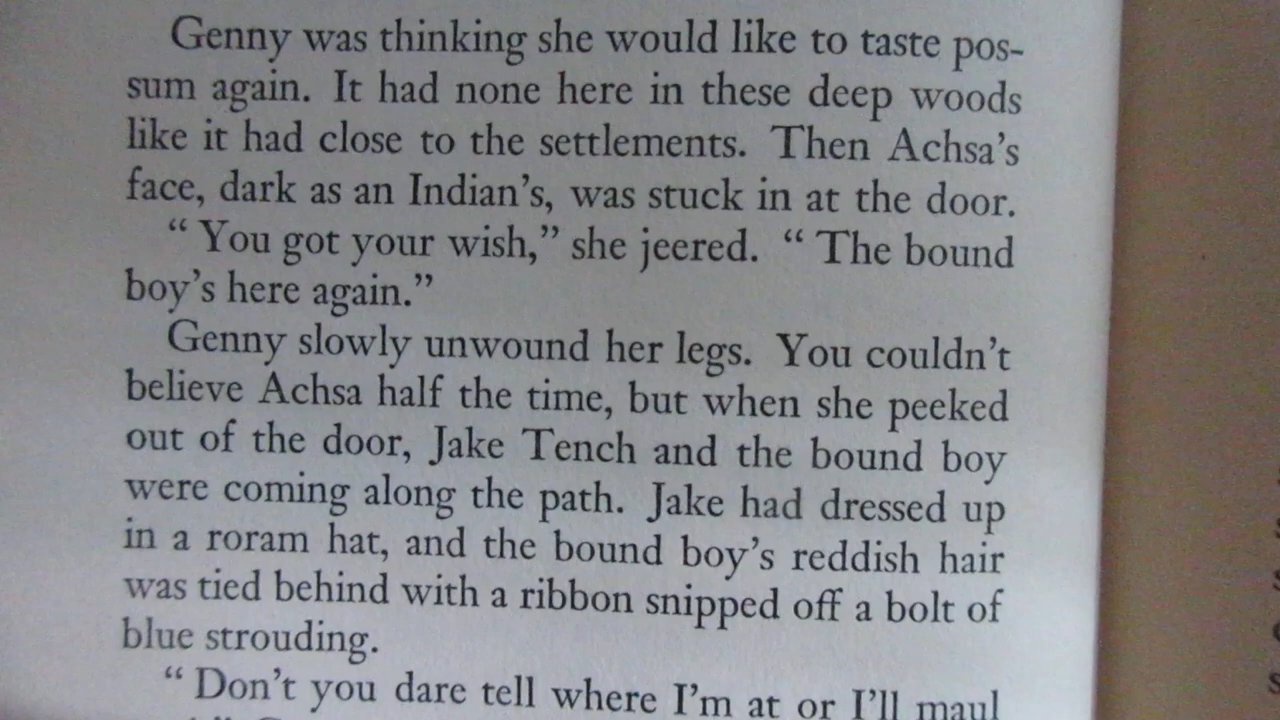 Genny was thinking she would like to taste pos-
sum again. It had none here in these deep woods
like it had close to the settlements. Then Achsa's
face, dark as an Indian's, was stuck in at the door.
“ You got your wish,” she jeered. “ The bound
boy's here again.”
Genny slowly unwound her legs. You couldn't
believe Achsa half the time, but when she peeked
out of the door, Jake Tench and the bound boy
were coming along the path. Jake had dressed up
in a roram hat, and the bound boy's reddish hair
was tied behind with a ribbon snipped off a bolt of
blue strouding.
“ Don't you dare tell where I'm at or I'll maul